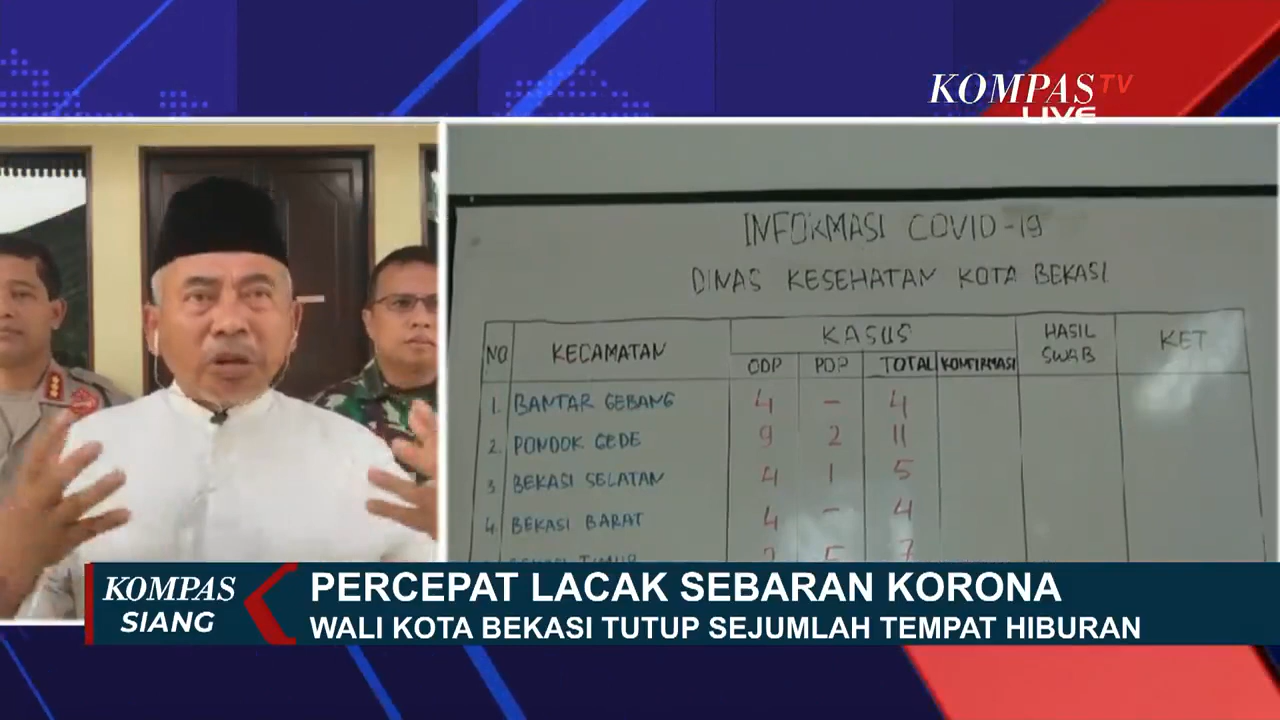 KOMPAS TV
LIVE
INFORMASI COVID-19
DINAS KESEHATAN KOTA BEKASI
NO KECAMATAN KASUS HASIL SWAB KET
ODP PDP TOTAL KONFIRMASI
1. BANTAR GEBANG 4 - 4
2. PONDOK GEDE 9 2 11
3 BEKASI SELATAN 4 1 5
4. BEKASI BARAT 4 - 4
5 7
KOMPAS
SIANG
PERCEPAT LACAK SEBARAN KORONA
WALI KOTA BEKASI TUTUP SEJUMLAH TEMPAT HIBURAN